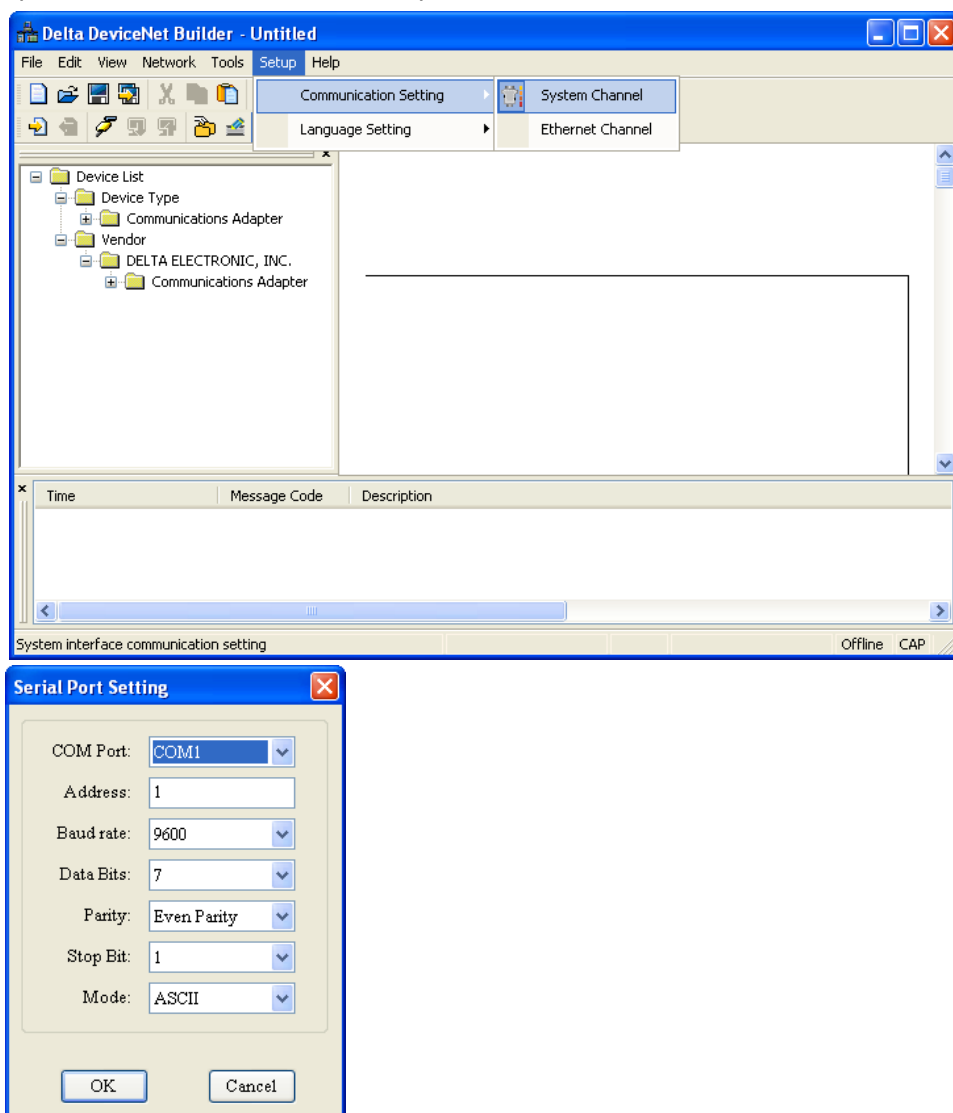 Delta DeviceNet Builder - Untitled
File Edit View Network Tools Setup Help
Communication Setting
System Channel
Language Setting
Ethernet Channel
Device List
Device Type
Communications Adapter
Vendor
DELTA ELECTRONIC, INC.
Communications Adapter
Time Message Code Description
System interface communication setting Offline CAP
Serial Port Setting
COM Port: COM1
Address: 1
Baud rate: 9600
Data Bits: 7
Parity: Even Parity
Stop Bit: 1
Mode: ASCII
OK Cancel